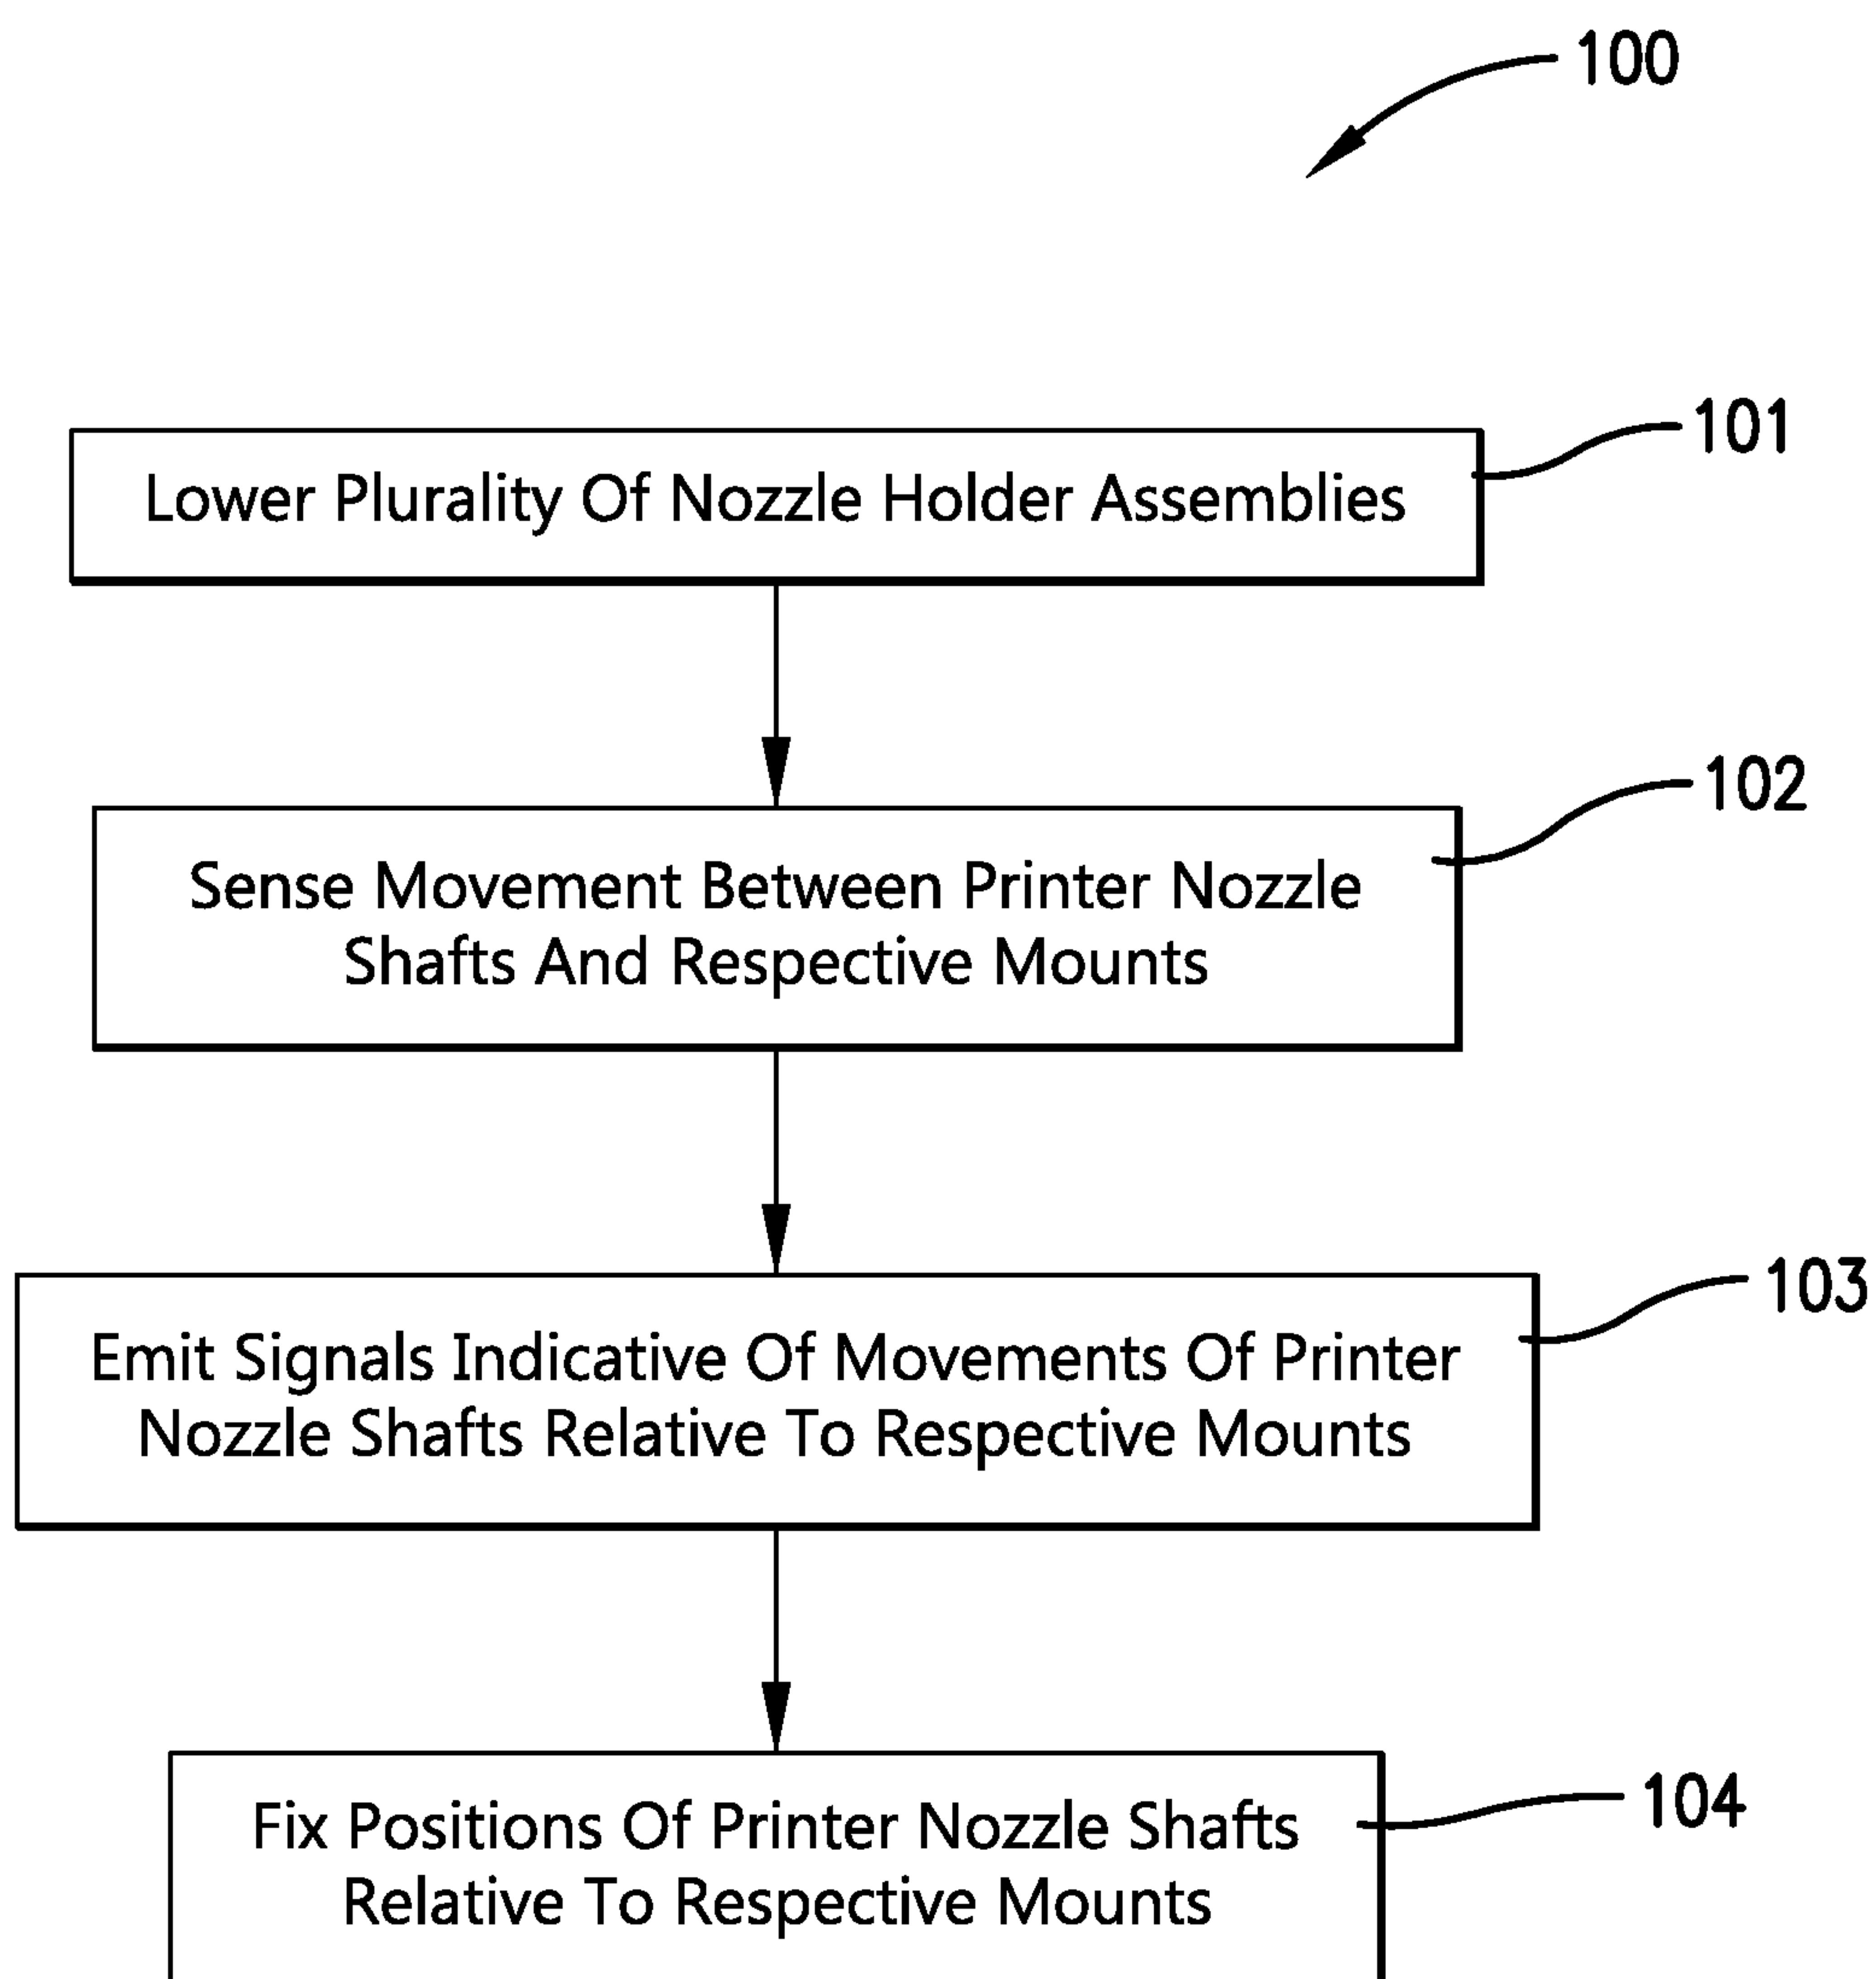 100
101
Lower Plurality Of Nozzle Holder Assemblies
102
Sense Movement Between Printer Nozzle
Shafts And Respective Mounts
103
Emit Signals Indicative Of Movements Of Printer
Nozzle Shafts Relative To Respective Mounts
104
Fix Positions Of Printer Nozzle Shafts
Relative To Respective Mounts